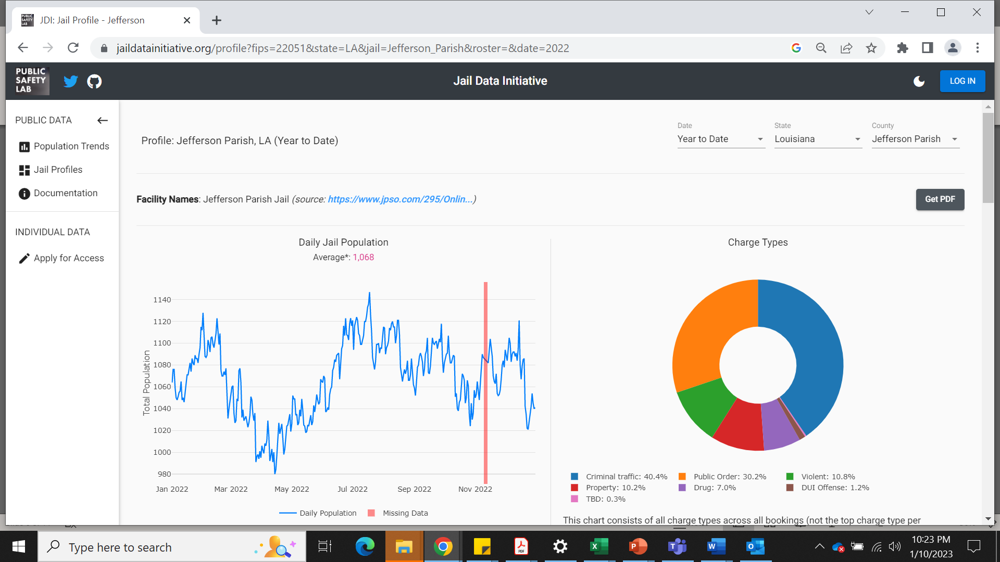 JDI: Jail Profile - Jefferson
jaildatainitiative.org/profile?fips=22051&state=LA&jail=Jefferson_Parish&roster=&date=2022
PUBLIC
SAFETY
LAB
Jail Data Initiative
LOG IN
PUBLIC DATA
Population Trends
Jail Profiles
Documentation
INDIVIDUAL DATA
Apply for Access
Profile: Jefferson Parish, LA (Year to Date)
Date
Year to Date
State
Louisiana
County
Jefferson Parish
Facility Names: Jefferson Parish Jail (source: https://www.jpso.com/295/Onlin...)
Get PDF
Daily Jail Population
Average*: 1,068
Total Population
1140
1120
1100
1080
1060
1040
1020
1000
980
Jan 2022 Mar 2022 May 2022 Jul 2022 Sep 2022 Nov 2022
Daily Population Missing Data
Charge Types
Criminal traffic: 40.4% Public Order: 30.2% Violent: 10.8%
Property: 10.2% Drug: 7.0% DUI Offense: 1.2%
TBD: 0.3%
This chart consists of all charge types across all bookings (not the top charge type per
Type here to search
10:23 PM
1/10/2023